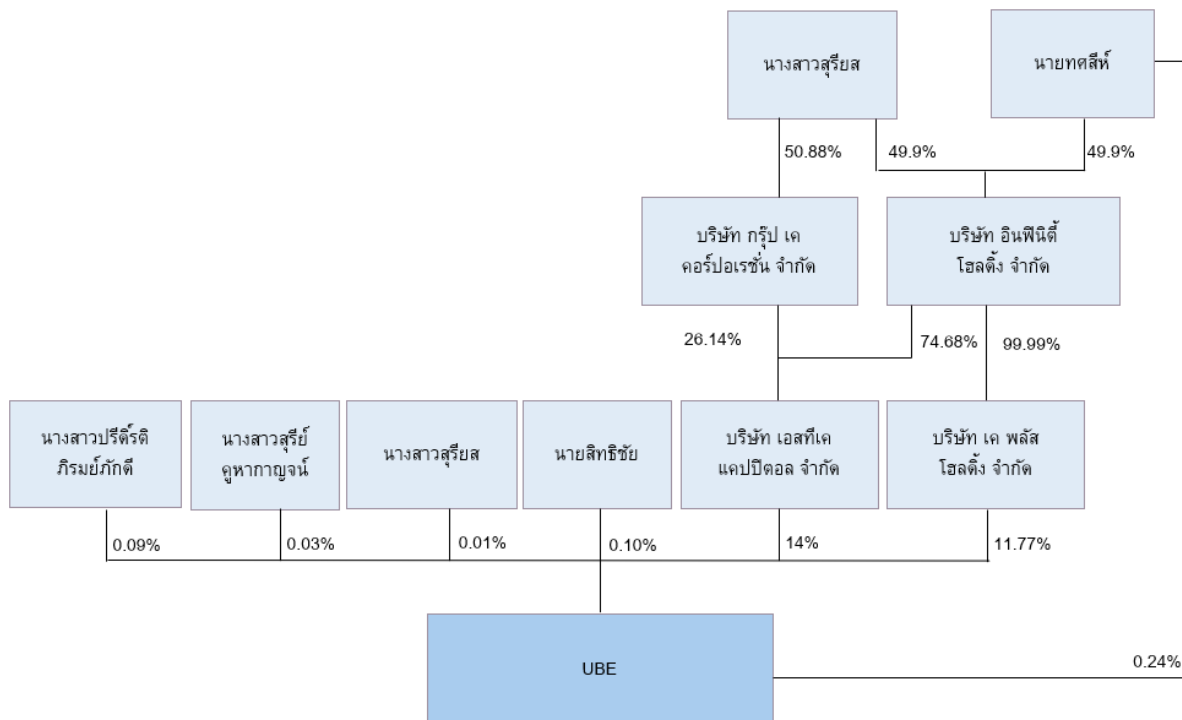 นางสาวสุรียส
นายทศสีห์
50.88%
49.9%
49.9%
บริษัท กรุ๊ป เค
คอร์ปอเรชั่น จำกัด
บริษัท อินฟินิตี้
โฮลดิ้ง จำกัด
26.14%
74.68%
99.99%
นางสาวปรีติ์รติ
ภิรมย์ภักดี
นางสาวสุรีย์
คูหากาญจน์
นางสาวสุรียส
นายสิทธิชัย
บริษัท เอสทีเค
แคปปิตอล จำกัด
บริษัท เค พลัส
โฮลดิ้ง จำกัด
0.09%
0.03%
0.01%
0.10%
14%
11.77%
UBE
0.24%